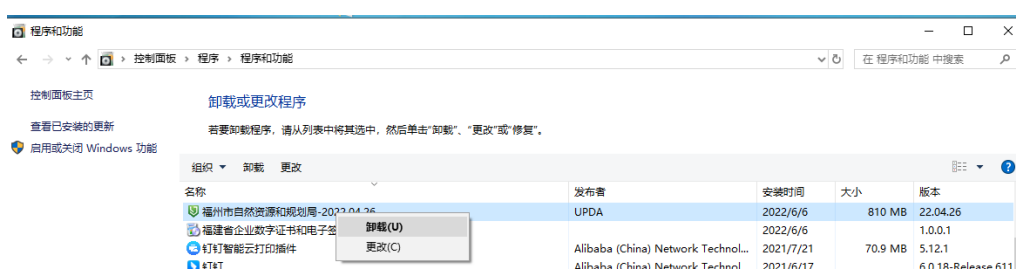 程序和功能
控制面板 › 程序 › 程序和功能
在 程序和功能 中搜索
控制面板主页
查看已安装的更新
启用或关闭 Windows 功能
卸载或更改程序
若要卸载程序，请从列表中将其选中，然后单击“卸载”、“更改”或“修复”。
组织 卸载 更改
名称 发布者 安装时间 大小 版本
福州市自然资源和规划局-2022.04.26 UPDA 2022/6/6 810 MB 22.04.26
福建省企业数字证书和电子签 2022/6/6 1.0.0.1
卸载(U)
更改(C)
钉钉智能云打印插件 Alibaba (China) Network Technol... 2021/7/21 70.9 MB 5.12.1
钉钉 Alibaba (China) Network Technol 2021/6/17 6.0.18-Release.611